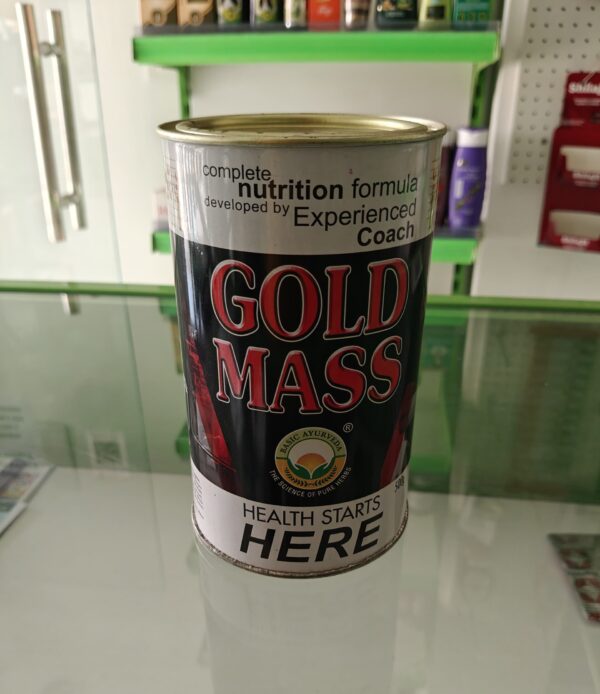 complete
nutrition formula
developed by Experienced
Coach
GOLD
MASS
®
BASIC AYURVEDA
THE SCIENCE OF PURE HERBS
500g
HEALTH STARTS
HERE